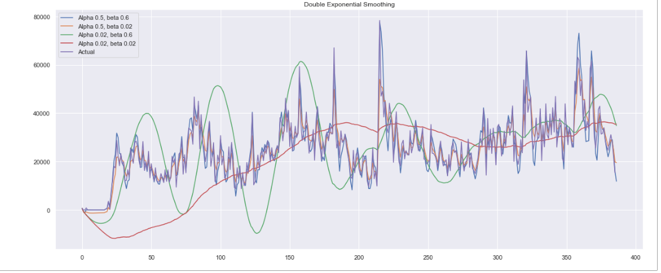 Double Exponential Smoothing
Alpha 0.5, beta 0.6
Alpha 0.5, beta 0.02
Alpha 0.02, beta 0.6
Alpha 0.02, beta 0.02
Actual
80000
60000
40000
20000
0
0 50 100 150 200 250 300 350 400